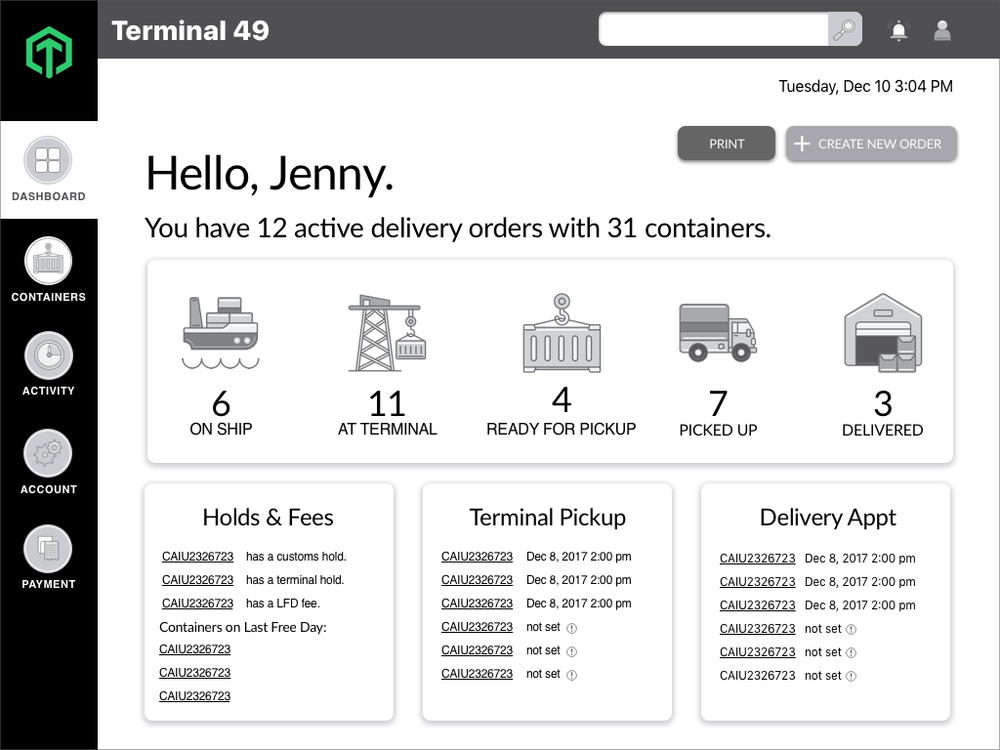 Terminal 49
Tuesday, Dec 10 3:04 PM
PRINT
CREATE NEW ORDER
Hello, Jenny.
You have 12 active delivery orders with 31 containers.
DASHBOARD
CONTAINERS
ACTIVITY
ACCOUNT
PAYMENT
6
ON SHIP
11
AT TERMINAL
4
READY FOR PICKUP
7
PICKED UP
3
DELIVERED
Holds & Fees
CAIU2326723 has a customs hold.
CAIU2326723 has a terminal hold.
CAIU2326723 has a LFD fee.
Containers on Last Free Day:
CAIU2326723
CAIU2326723
CAIU2326723
Terminal Pickup
CAIU2326723 Dec 8, 2017 2:00 pm
CAIU2326723 Dec 8, 2017 2:00 pm
CAIU2326723 Dec 8, 2017 2:00 pm
CAIU2326723 not set
CAIU2326723 not set
CAIU2326723 not set
Delivery Appt
CAIU2326723 Dec 8, 2017 2:00 pm
CAIU2326723 Dec 8, 2017 2:00 pm
CAIU2326723 Dec 8, 2017 2:00 pm
CAIU2326723 not set
CAIU2326723 not set
CAIU2326723 not set